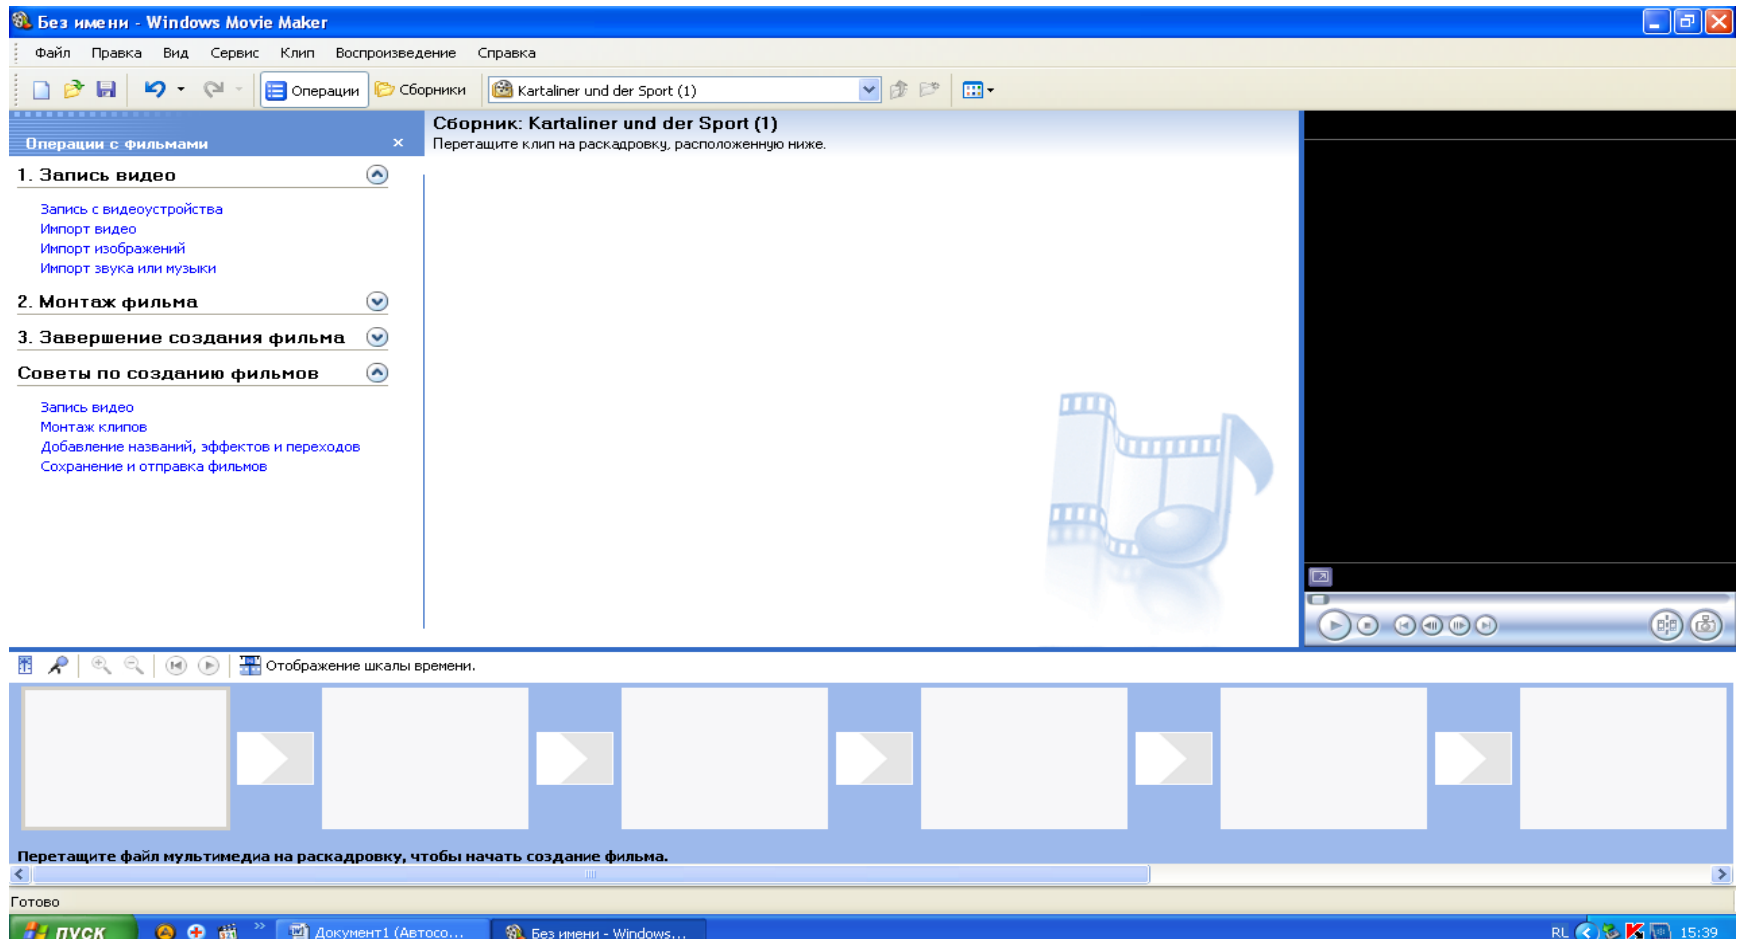 Без имени - Windows Movie Maker
Файл Правка Вид Сервис Клип Воспроизведение Справка
Операции Сборники Kartaliner und der Sport (1)
Операции с фильмами
Сборник: Kartaliner und der Sport (1)
Перетащите клип на раскадровку, расположенную ниже.
1. Запись видео
Запись с видеоустройства
Импорт видео
Импорт изображений
Импорт звука или музыки
2. Монтаж фильма
3. Завершение создания фильма
Советы по созданию фильмов
Запись видео
Монтаж клипов
Добавление названий, эффектов и переходов
Сохранение и отправка фильмов
Отображение шкалы времени.
Перетащите файл мультимедиа на раскадровку, чтобы начать создание фильма.
Готово
пуск Документ1 (Автосо... Без имени - Windows... RL 15:39